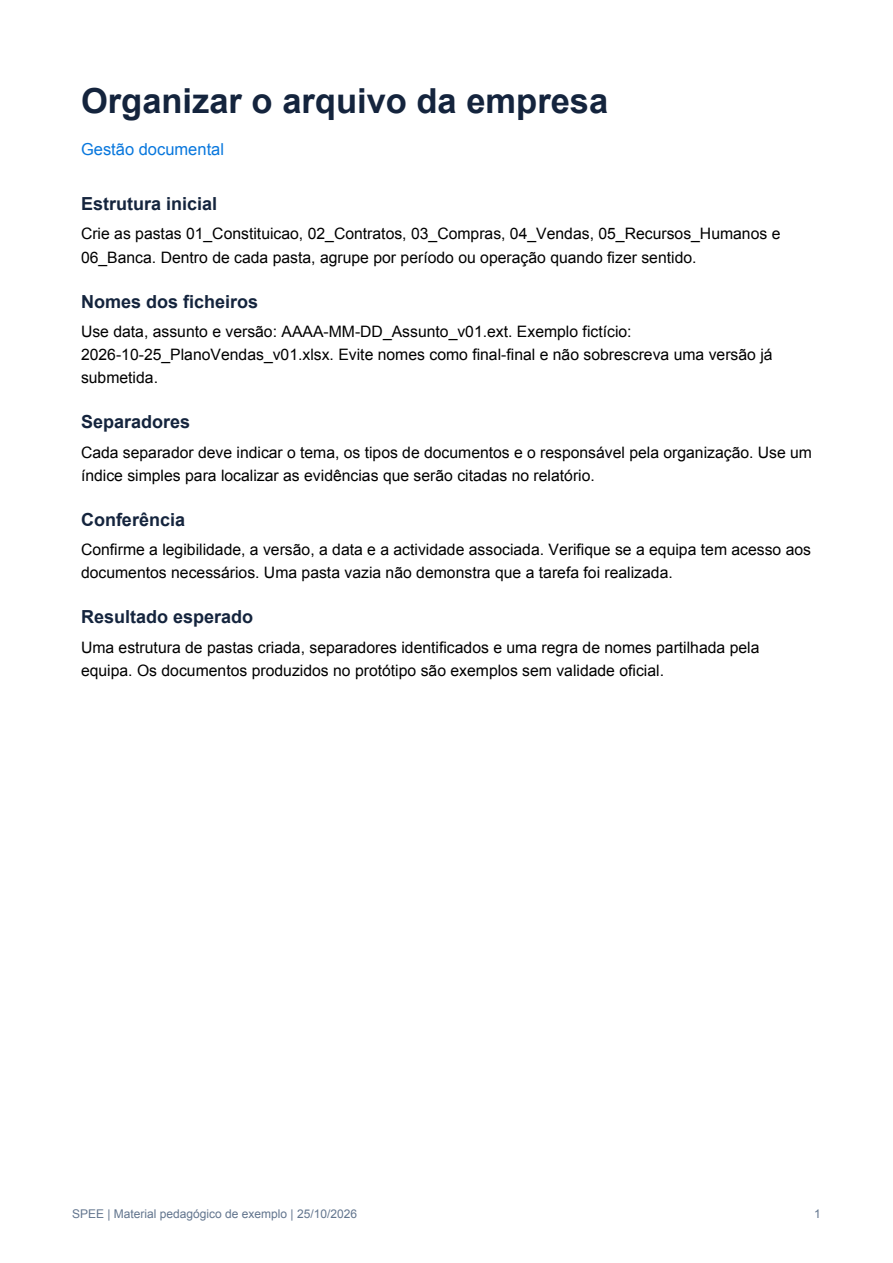 Organizar o arquivo da empresa
Gestão documental
Estrutura inicial
Crie as pastas 01_Constituicao, 02_Contratos, 03_Compras, 04_Vendas, 05_Recursos_Humanos e
06_Banca. Dentro de cada pasta, agrupe por período ou operação quando fizer sentido.
Nomes dos ficheiros
Use data, assunto e versão: AAAA-MM-DD_Assunto_v01.ext. Exemplo fictício:
2026-10-25_PlanoVendas_v01.xlsx. Evite nomes como final-final e não sobrescreva uma versão já
submetida.
Separadores
Cada separador deve indicar o tema, os tipos de documentos e o responsável pela organização. Use um
índice simples para localizar as evidências que serão citadas no relatório.
Conferência
Confirme a legibilidade, a versão, a data e a actividade associada. Verifique se a equipa tem acesso aos
documentos necessários. Uma pasta vazia não demonstra que a tarefa foi realizada.
Resultado esperado
Uma estrutura de pastas criada, separadores identificados e uma regra de nomes partilhada pela
equipa. Os documentos produzidos no protótipo são exemplos sem validade oficial.
SPEE | Material pedagógico de exemplo | 25/10/2026
1